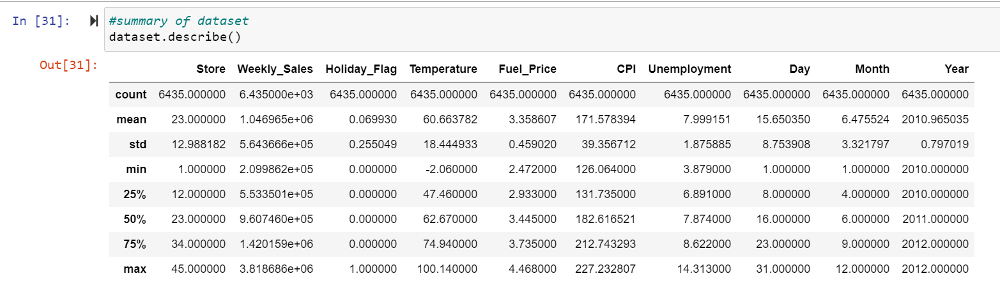 In [31]: #summary of dataset
dataset.describe()
Out[31]:
Store Weekly_Sales Holiday_Flag Temperature Fuel_Price CPI Unemployment Day Month Year
count 6435.000000 6.435000e+03 6435.000000 6435.000000 6435.000000 6435.000000 6435.000000 6435.000000 6435.000000 6435.000000
mean 23.000000 1.046965e+06 0.069930 60.663782 3.358607 171.578394 7.999151 15.650350 6.475524 2010.965035
std 12.988182 5.643666e+05 0.255049 18.444933 0.459020 39.356712 1.875885 8.753908 3.321797 0.797019
min 1.000000 2.099862e+05 0.000000 -2.060000 2.472000 126.064000 3.879000 1.000000 1.000000 2010.000000
25% 12.000000 5.533501e+05 0.000000 47.460000 2.933000 131.735000 6.891000 8.000000 4.000000 2010.000000
50% 23.000000 9.607460e+05 0.000000 62.670000 3.445000 182.616521 7.874000 16.000000 6.000000 2011.000000
75% 34.000000 1.420159e+06 0.000000 74.940000 3.735000 212.743293 8.622000 23.000000 9.000000 2012.000000
max 45.000000 3.818686e+06 1.000000 100.140000 4.468000 227.232807 14.313000 31.000000 12.000000 2012.000000